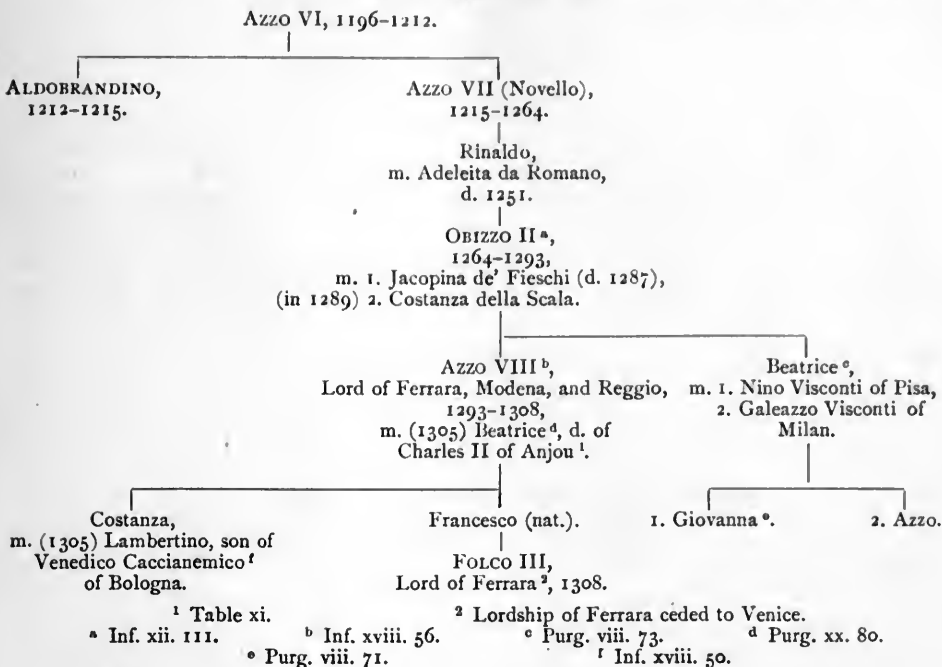 Azzo VI, 1196-1212.
Aldobrandino,
1212-1215.
Azzo VII (Novello),
1215-1264.
Rinaldo,
m. Adeleita da Romano,
d. 1251.
Obizzo II a,
1264-1293,
m. 1. Jacopina de' Fieschi (d. 1287),
(in 1289) 2. Costanza della Scala.
Azzo VIII b,
Lord of Ferrara, Modena, and Reggio,
1293-1308,
m. (1305) Beatrice d, d. of
Charles II of Anjou 1.
Beatrice c,
m. 1. Nino Visconti of Pisa,
2. Galeazzo Visconti of
Milan.
Costanza,
m. (1305) Lambertino, son of
Venedico Caccianemico f
of Bologna.
Francesco (nat.).
Folco III,
Lord of Ferrara 2, 1308.
1. Giovanna e.
2. Azzo.
1 Table xi. 2 Lordship of Ferrara ceded to Venice.
a Inf. xii. 111. b Inf. xviii. 56. c Purg. viii. 73. d Purg. xx. 80.
e Purg. viii. 71. f Inf. xviii. 50.